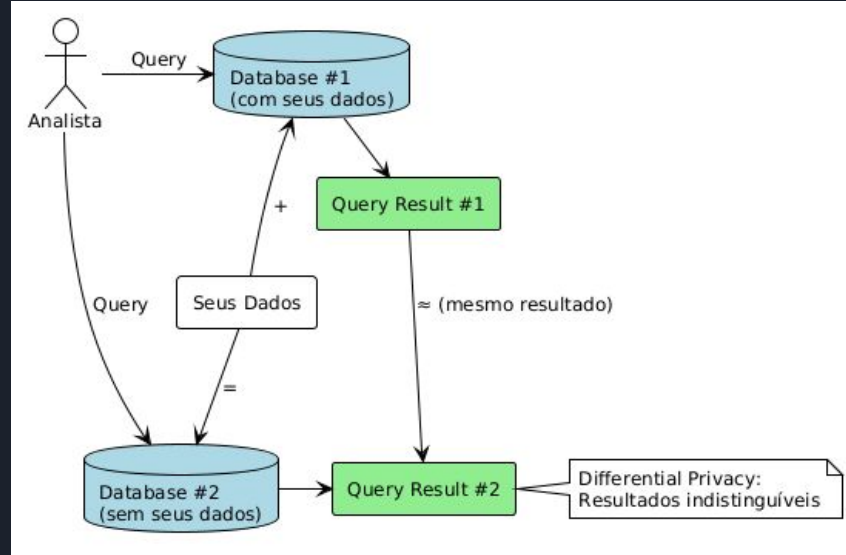 Query
Database #1
(com seus dados)
Analista
Query Result #1
+
Seus Dados
Query
≈ (mesmo resultado)
=
Database #2
(sem seus dados)
Query Result #2
Differential Privacy:
Resultados indistinguíveis